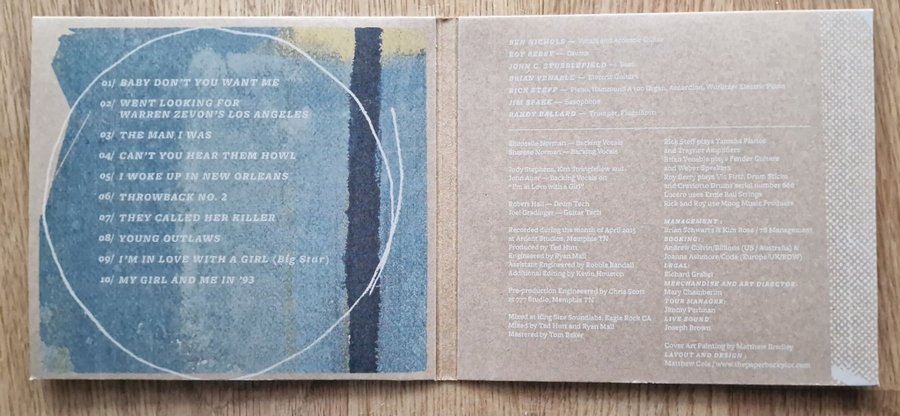 01/ BABY DON'T YOU WANT ME
02/ WENT LOOKING FOR
WARREN ZEVON'S LOS ANGELES
03/ THE MAN I WAS
04/ CAN'T YOU HEAR THEM HOWL
05/ I WOKE UP IN NEW ORLEANS
06/ THROWBACK NO. 2
07/ THEY CALLED HER KILLER
08/ YOUNG OUTLAWS
09/ I'M IN LOVE WITH A GIRL (Big Star)
10/ MY GIRL AND ME IN '93
BEN NICHOLS — Vocals and Acoustic Guitar
ROY BERRY — Drums
JOHN C. STUBBLEFIELD — Bass
BRIAN VENABLE — Electric Guitars
RICK STEFF — Piano, Hammond A 100 Organ, Accordion, Wurlitzer Electric Piano
JIM SPAKE — Saxophone
RANDY BALLARD — Trumpet, Flugelhorn
Norman — Backing Vocals
Sharisse Norman — Backing Vocals
Jody Stephens, Ken Stringfellow and
John Auer — Backing Vocals on
"I'm in Love with a Girl"
Robert Hall — Drum Tech
Joel Gradinger — Guitar Tech
Recorded during the month of April 2015
at Ardent Studios, Memphis TN
Produced by Ted Hutt
Engineered by Ryan Mall
Assistant Engineered by Robbie Randall
Additional Editing by Kevin Houston
Pre-production Engineered by Chris Scott
at 777 Studio, Memphis TN
Mixed at King Size Soundlabs, Eagle Rock CA
Mixed by Ted Hutt and Ryan Mall
Mastered by Tom Baker
Rick Steff plays Yamaha Pianos
and Traynor Amplifiers
Brian Venable plays Fender Guitars
and Weber Speakers
Roy Berry plays Vic Firth Drum Sticks
and Craviotto Drums serial number 666
Lucero uses Ernie Ball Strings
Rick and Roy use Moog Music Products
MANAGEMENT:
Brian Schwartz & Kim Rose / 7S Management
BOOKING:
Andrew Colvin/Billions (US / Australia) &
Joanna Ashmore/Coda (Europe/UK/ROW)
LEGAL:
Richard Grabel
MERCHANDISE AND ART DIRECTOR:
Mary Chamberlin
TOUR MANAGER:
Jimmy Perlman
LIVE SOUND:
Joseph Brown
Cover Art Painting by Matthew Bradley
LAYOUT AND DESIGN:
Matthew Cole / www.thepaperbackplot.com